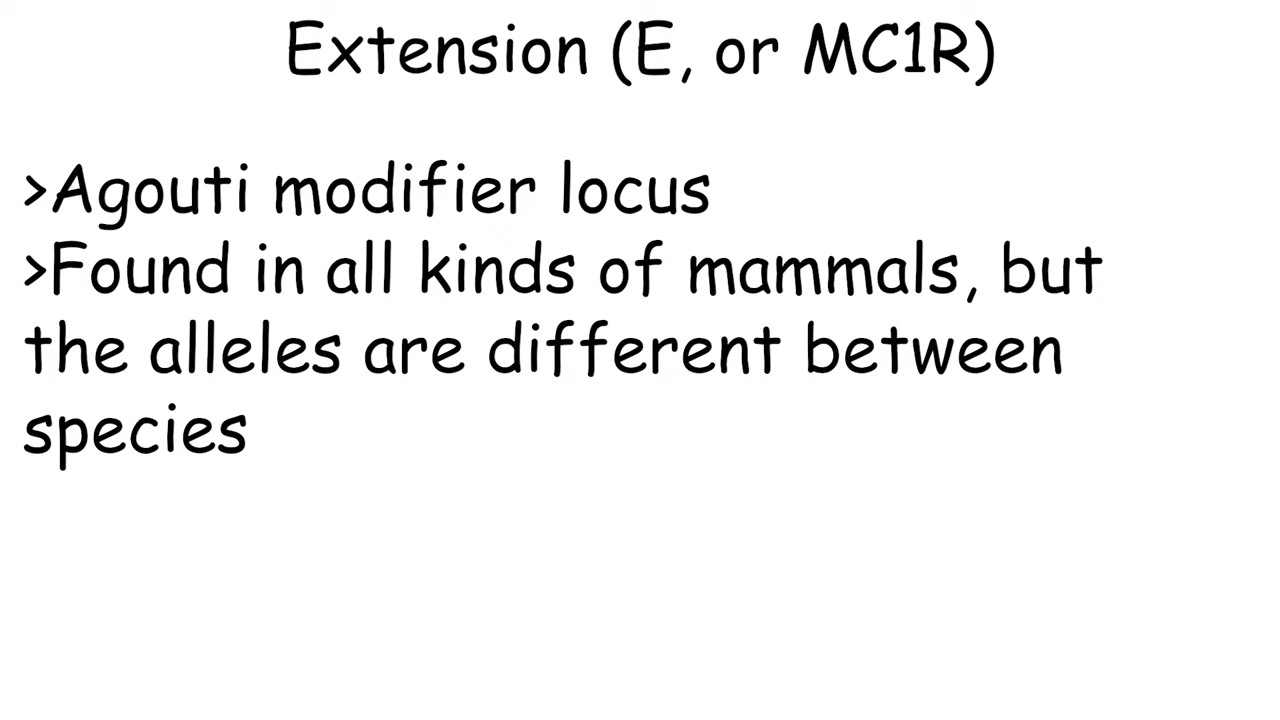 Extension (E, or MC1R)
>Agouti modifier locus
>Found in all kinds of mammals, but
the alleles are different between
species